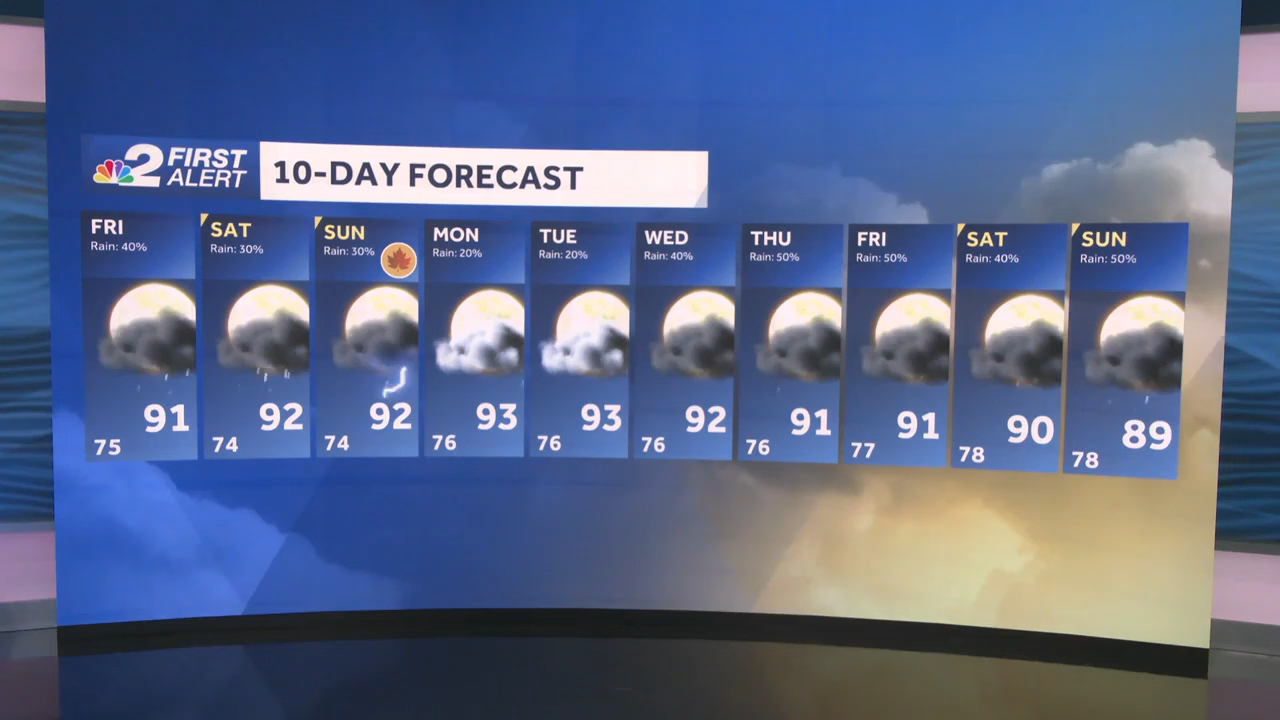 2 FIRST ALERT
10-DAY FORECAST
FRI
Rain: 40%
91
75
SAT
Rain: 30%
92
74
SUN
Rain: 30%
92
74
MON
Rain: 20%
93
76
TUE
Rain: 20%
93
76
WED
Rain: 40%
92
76
THU
Rain: 50%
91
76
FRI
Rain: 50%
91
77
SAT
Rain: 40%
90
78
SUN
Rain: 50%
89
78